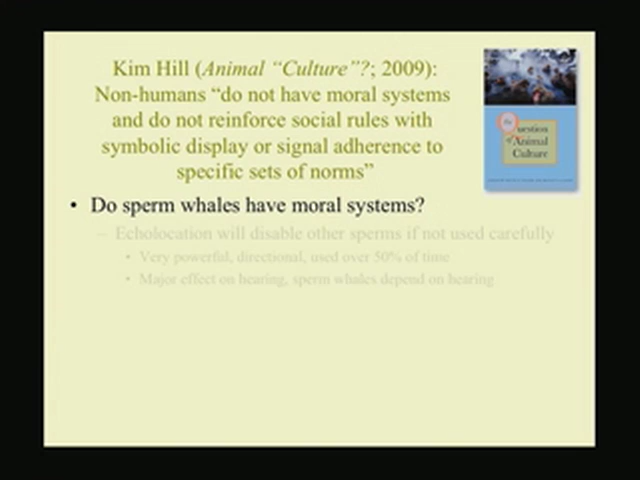 Kim Hill (Animal “Culture”?; 2009):
Non-humans “do not have moral systems
and do not reinforce social rules with
symbolic display or signal adherence to
specific sets of norms”
• Do sperm whales have moral systems?
– Echolocation will disable other sperms if not used carefully
• Very powerful, directional, used over 50% of time
• Major effect on hearing, sperm whales depend on hearing
uestion
of Animal
Culture